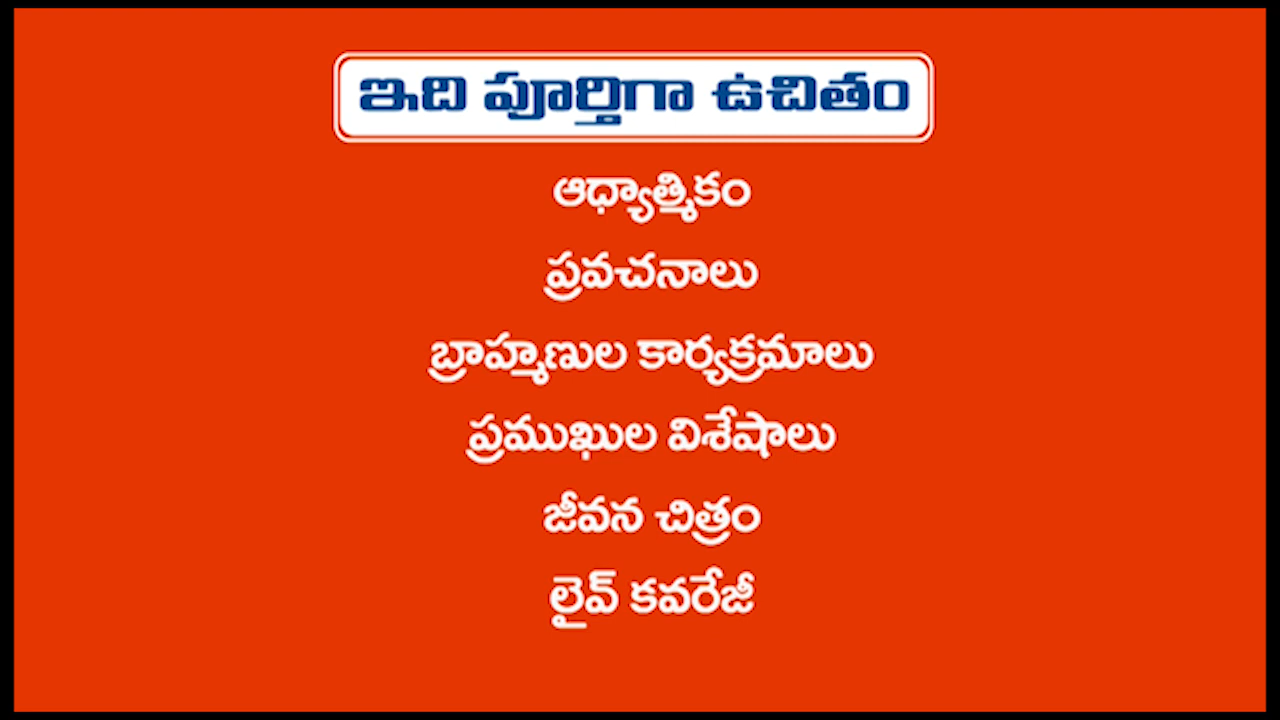 ఇది పూర్తిగా ఉచితం
ఆధ్యాత్మికం
ప్రవచనాలు
బ్రాహ్మణుల కార్యక్రమాలు
ప్రముఖుల విశేషాలు
జీవన చిత్రం
లైవ్ కవరేజీ